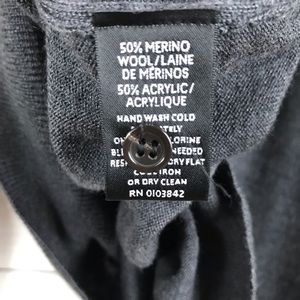 50% MERINO
WOOL/LAINE
DE MÉRINOS
50% ACRYLIC/
ACRYLIQUE
HAND WASH COLD
NEEDED
DRY FLAT
IRON
OR DRY CLEAN
RN 0103842